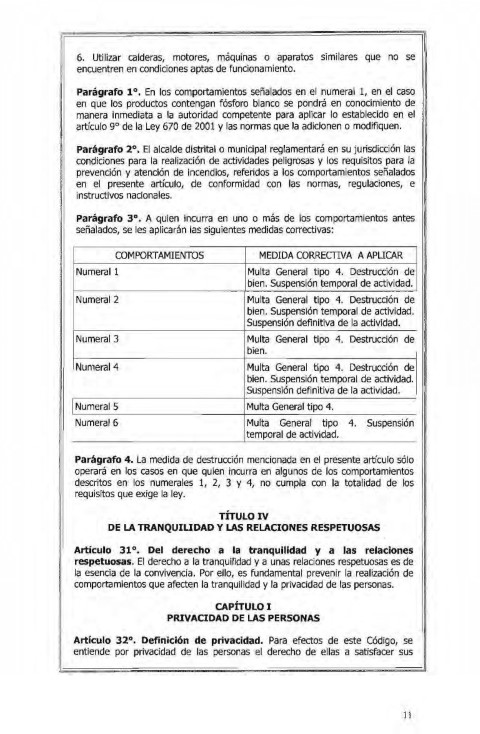 6. Utilizar calderas, motores, máquinas o aparatos similares que no se
encuentren en condiciones aptas de funcionamiento.
Parágrafo 1°. En los comportamientos señalados en el numeral 1, en el caso
en que los productos contengan fósforo blanco se pondrá en conocimiento de
manera inmediata a la autoridad competente para aplicar lo establecido en el
artículo 9° de la Ley 670 de 2001 y las normas que la adicionen o modifiquen.
Parágrafo 2°. El alcalde distrital o municipal reglamentará en su jurisdicción las
condiciones para la realización de actividades peligrosas y los requisitos para la
prevención y atención de incendios, referidos a los comportamientos señalados
en el presente artículo, de conformidad con las normas, regulaciones, e
instructivos nacionales.
Parágrafo 3°. A quien incurra en uno o más de los comportamientos antes
señalados, se les aplicarán las siguientes medidas correctivas:
COMPORTAMIENTOS MEDIDA CORRECTIVA A APLICAR
Numeral 1 Multa General tipo 4. Destrucción de
bien. Suspensión temporal de actividad.
Numeral 2 Multa General tipo 4. Destrucción de
bien. Suspensión temporal de actividad.
Suspensión definitiva de la actividad.
Numeral 3 Multa General tipo 4. Destrucción de
bien.
Numeral 4 Multa General tipo 4. Destrucción de
bien. Suspensión temporal de actividad.
Suspensión definitiva de la actividad.
Numeral 5 Multa General tipo 4.
Numeral 6 Multa General tipo 4. Suspensión
temporal de actividad.
Parágrafo 4. La medida de destrucción mencionada en el presente artículo sólo
operará en los casos en que quien incurra en algunos de los comportamientos
descritos en los numerales 1, 2, 3 y 4, no cumpla con la totalidad de los
requisitos que exige la ley.
TÍTULO IV
DE LA TRANQUILIDAD Y LAS RELACIONES RESPETUOSAS
Artículo 31°. Del derecho a la tranquilidad y a las relaciones
respetuosas. El derecho a la tranquilidad y a unas relaciones respetuosas es de
la esencia de la convivencia. Por ello, es fundamental prevenir la realización de
comportamientos que afecten la tranquilidad y la privacidad de las personas.
CAPÍTULO I
PRIVACIDAD DE LAS PERSONAS
Artículo 32°. Definición de privacidad. Para efectos de este Código, se
entiende por privacidad de las personas el derecho de ellas a satisfacer sus
11